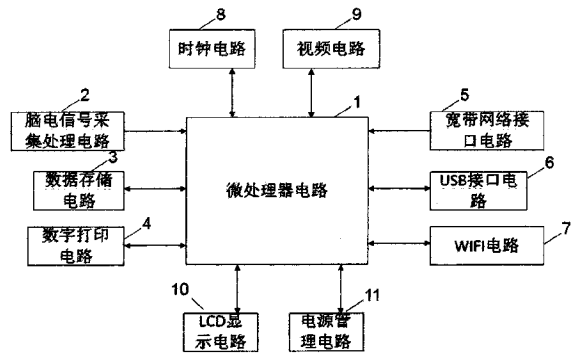 8
时钟电路
9
视频电路
2
脑电信号采
集处理电路
1
5
宽带网络接
口电路
3
数据存储
电路
微处理器电路
6
USB接口电
路
4
数字打印
电路
7
WIFI电路
10
LCD显
示电路
11
电源管
理电路